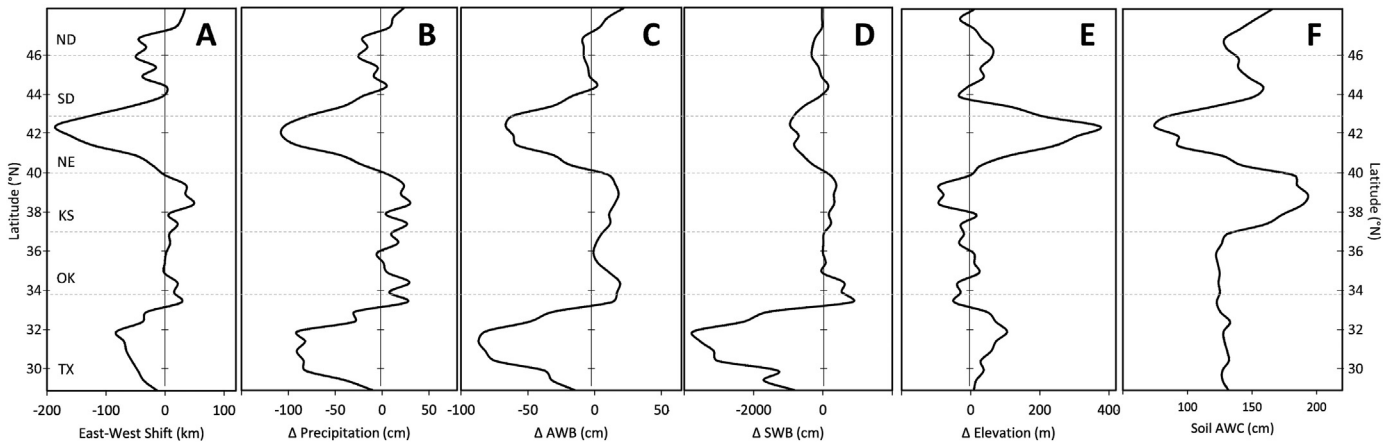 A B C D E F
ND
SD
NE
KS
OK
TX
46
44
42
40
38
36
34
32
30
Latitude (°N)
46
44
42
40
38
36
34
32
30
Latitude (°N)
-200 -100 0 100
East-West Shift (km)
-100 -50 0 50
Δ Precipitation (cm)
-100 -50 0 50
Δ AWB (cm)
-2000 0
Δ SWB (cm)
0 200 400
Δ Elevation (m)
100 150 200
Soil AWC (cm)